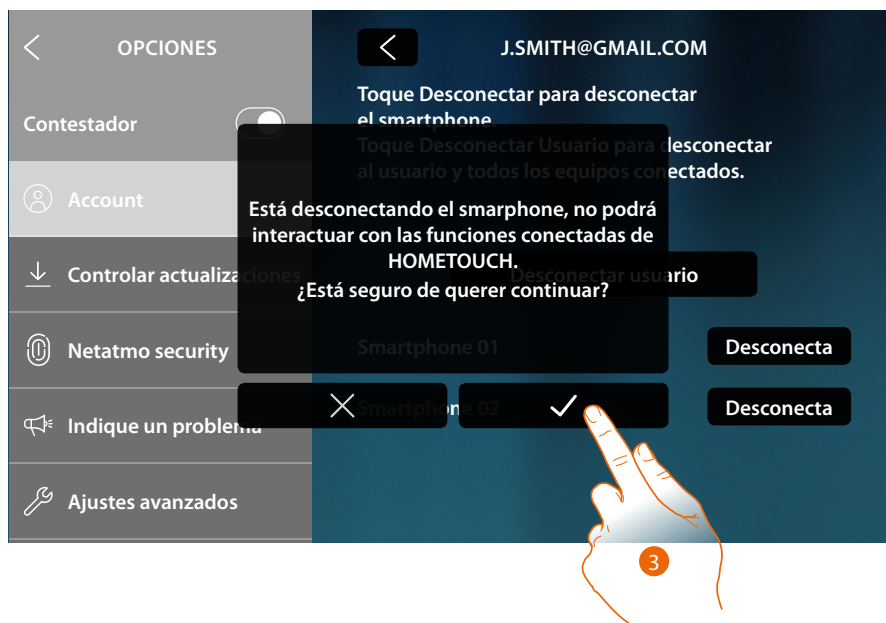 OPCIONES
Contestador
Account
Controlar actualizaciones
Netatmo security
Indique un problema
Ajustes avanzados
J.SMITH@GMAIL.COM
Toque Desconectar para desconectar
el smartphone.
Toque Desconectar Usuario para desconectar
al usuario y todos los equipos conectados.
Desconectar usuario
Smartphone 01
Desconecta
Smartphone 02
Desconecta
Está desconectando el smarphone, no podrá
interactuar con las funciones conectadas de
HOMETOUCH.
¿Está seguro de querer continuar?
3